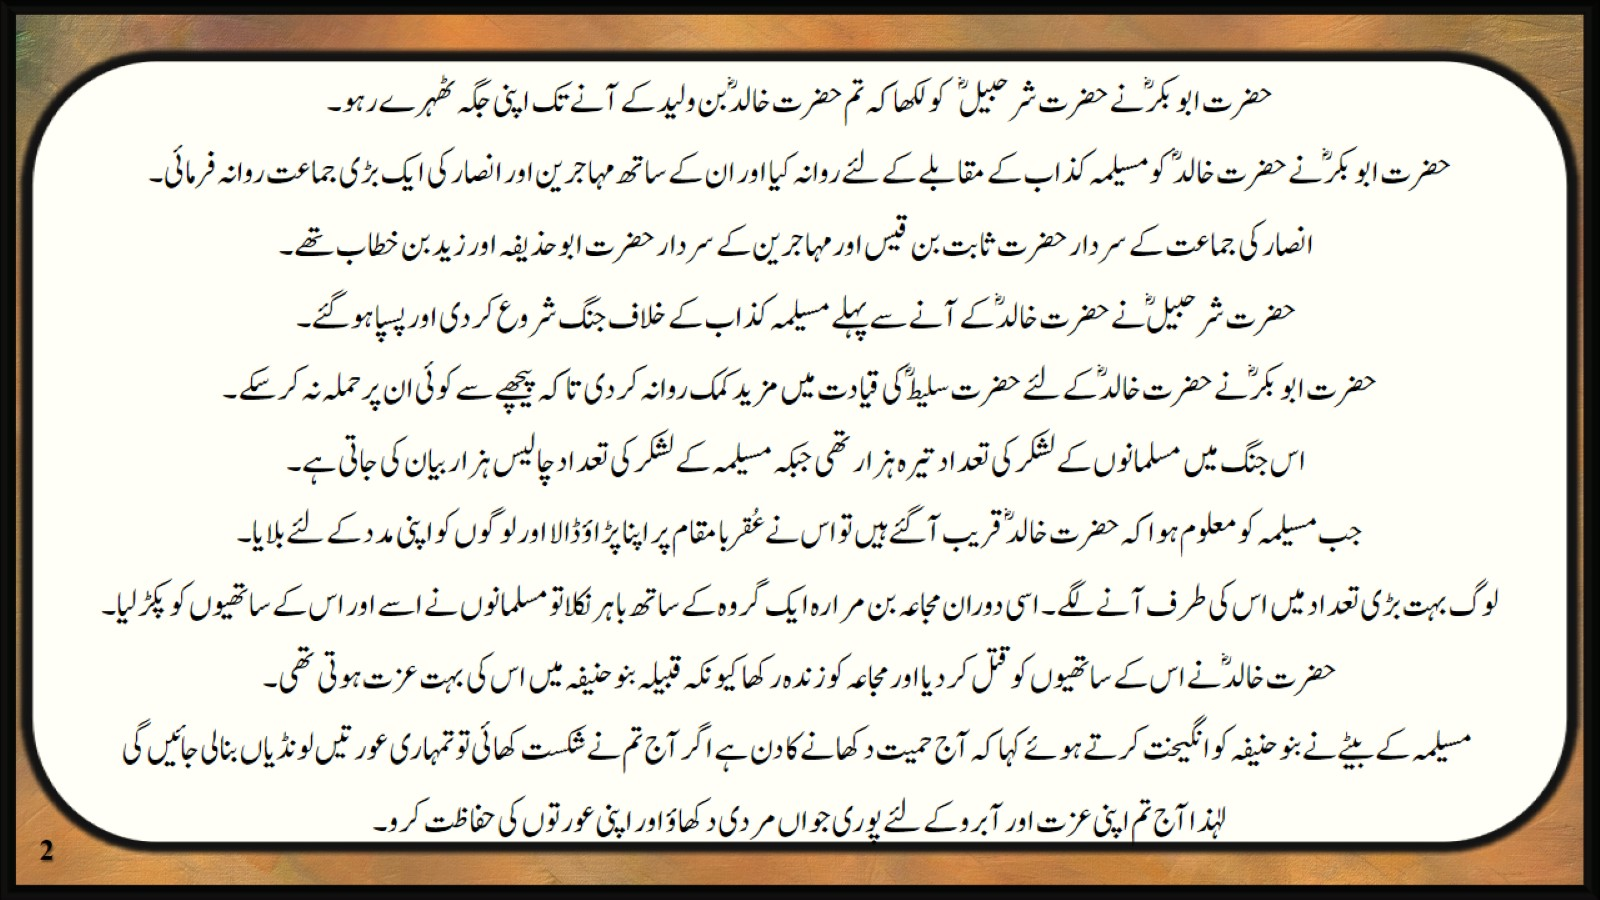 حضرت ابو بکرؓ نے حضرت شرحبیلؓ کو لکھا کہ تم حضرت خالدؓ بن ولید کے آنے تک اپنی جگہ ٹھہرے رہو۔
حضرت ابو بکرؓ نے حضرت خالدؓ کو مسیلمہ کذاب کے مقابلے کے لئے روانہ کیا اور ان کے ساتھ مہاجرین اور انصار کی ایک بڑی جماعت روانہ فرمائی۔
انصار کی جماعت کے سردار حضرت ثابت بن قیس اور مہاجرین کے سردار حضرت ابو حذیفہ اور زید بن خطاب تھے۔
حضرت شرحبیلؓ نے حضرت خالدؓ کے آنے سے پہلے مسیلمہ کذاب کے خلاف جنگ شروع کر دی اور پسپا ہو گئے۔
حضرت ابو بکرؓ نے حضرت خالدؓ کے لئے حضرت سلیطؓ کی قیادت میں مزید کمک روانہ کر دی تا کہ پیچھے سے کوئی ان پر حملہ نہ کر سکے۔
اس جنگ میں مسلمانوں کے لشکر کی تعداد تیرہ ہزار تھی جبکہ مسیلمہ کے لشکر کی تعداد چالیس ہزار بیان کی جاتی ہے۔
جب مسیلمہ کو معلوم ہوا کہ حضرت خالدؓ قریب آ گئے ہیں تو اس نے عُقربا مقام پر اپنا پڑاؤ ڈالا اور لوگوں کو اپنی مدد کے لئے بلایا۔
لوگ بہت بڑی تعداد میں اس کی طرف آنے لگے۔ اسی دوران مجاعہ بن مرارہ ایک گروہ کے ساتھ باہر نکلا تو مسلمانوں نے اسے اور اس کے ساتھیوں کو پکڑ لیا۔
حضرت خالدؓ نے اس کے ساتھیوں کو قتل کر دیا اور مجاعہ کو زندہ رکھا کیونکہ قبیلہ بنو حنیفہ میں اس کی بہت عزت ہوتی تھی۔
مسیلمہ کے بیٹے نے بنو حنیفہ کو انگیخت کرتے ہوئے کہا کہ آج حمیت دکھانے کا دن ہے اگر آج تم نے شکست کھائی تو تمہاری عورتیں لونڈیاں بنالی جائیں گی
لہٰذا آج تم اپنی عزت اور آبرو کے لئے پوری جواں مردی دکھاؤ اور اپنی عورتوں کی حفاظت کرو۔
2